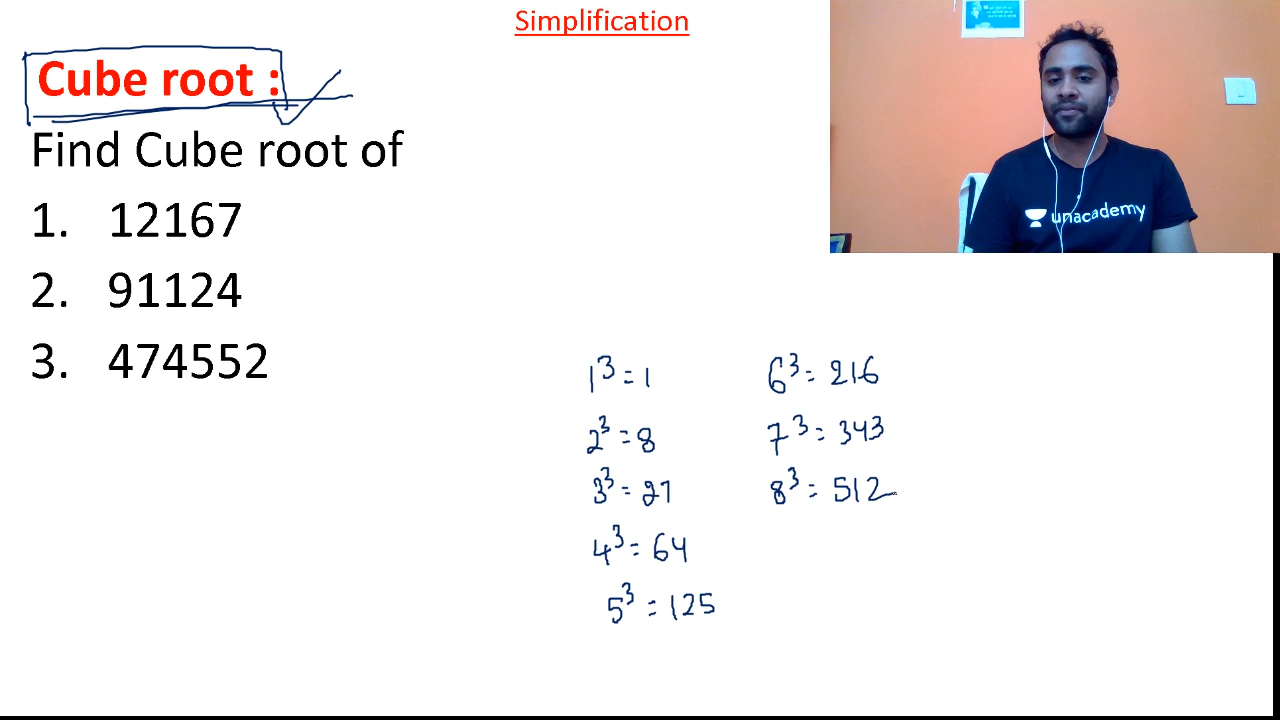 Simplification
Cube root :
Find Cube root of
1. 12167
2. 91124
3. 474552
1³ = 1
2³ = 8
3³ = 27
4³ = 64
5³ = 125
6³ = 216
7³ = 343
8³ = 512
unacademy